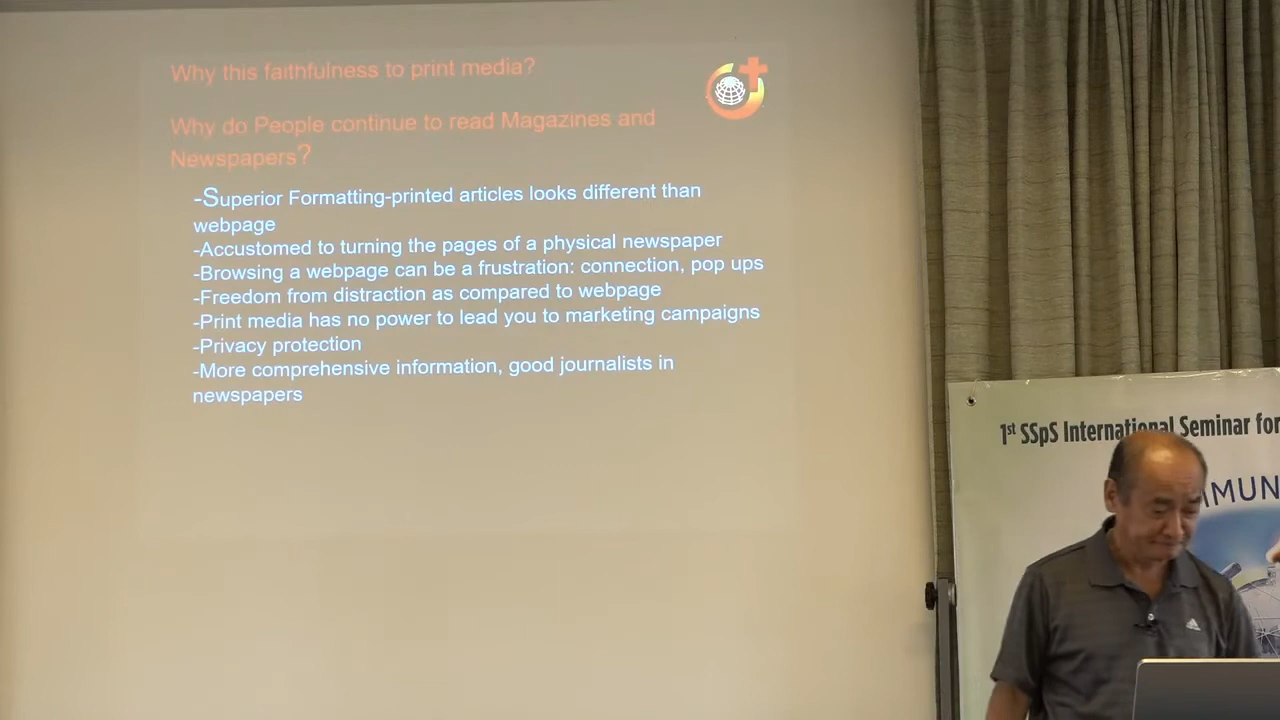 Why this faithfulness to print media?
Why do People continue to read Magazines and
Newspapers?
-Superior Formatting-printed articles looks different than
webpage
-Accustomed to turning the pages of a physical newspaper
-Browsing a webpage can be a frustration: connection, pop ups
-Freedom from distraction as compared to webpage
-Print media has no power to lead you to marketing campaigns
-Privacy protection
-More comprehensive information, good journalists in
newspapers
1st SSpS International Seminar for
MMUN